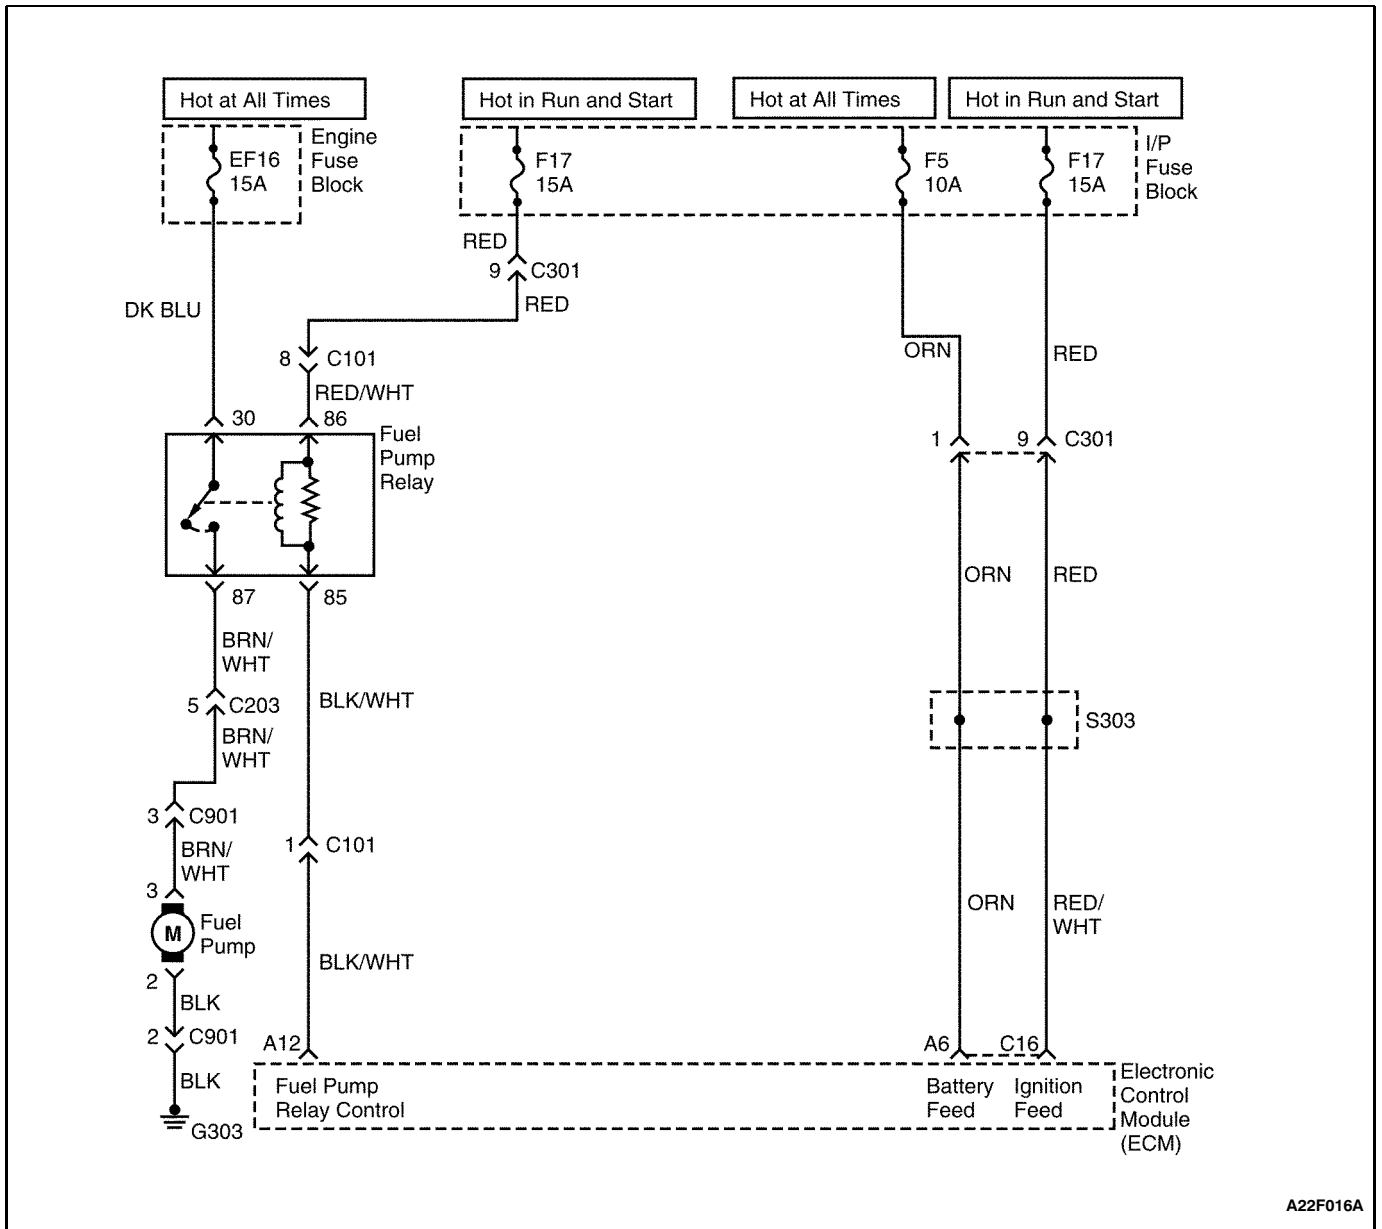 Hot at All Times
Hot in Run and Start
Hot at All Times
Hot in Run and Start
EF16
15A
Engine
Fuse
Block
F17
15A
F5
10A
F17
15A
I/P
Fuse
Block
RED
9 C301
RED
DK BLU
8 C101
RED/WHT
ORN
RED
30
86
Fuel
Pump
Relay
1
9 C301
87
85
ORN
RED
BRN/
WHT
5 C203
BRN/
WHT
BLK/WHT
S303
3 C901
BRN/
WHT
1 C101
3
M
Fuel
Pump
2
BLK
2 C901
BLK
G303
BLK/WHT
ORN
RED/
WHT
A12
A6
C16
Fuel Pump
Relay Control
Battery
Feed
Ignition
Feed
Electronic
Control
Module
(ECM)
A22F016A